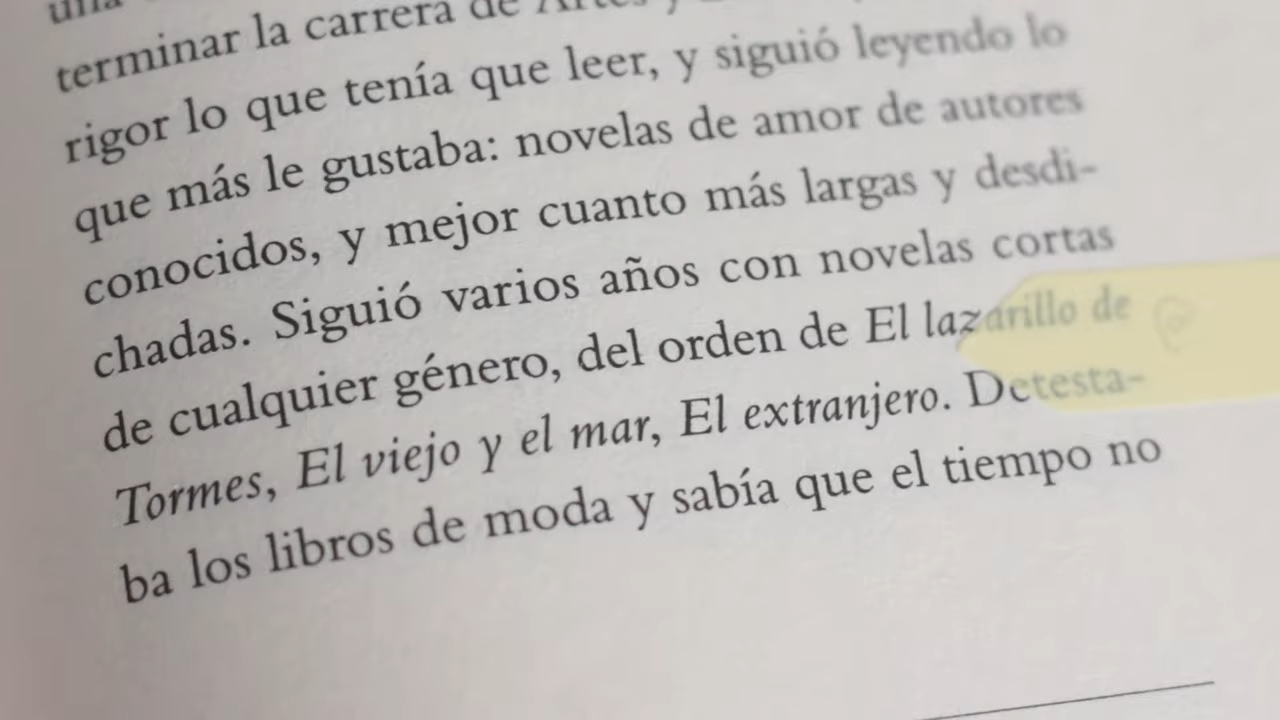 terminar la carrera de
rigor lo que tenía que leer, y siguió leyendo lo
que más le gustaba: novelas de amor de autores
conocidos, y mejor cuanto más largas y desdi-
chadas. Siguió varios años con novelas cortas
de cualquier género, del orden de El lazarillo de
Tormes, El viejo y el mar, El extranjero. Detesta-
ba los libros de moda y sabía que el tiempo no